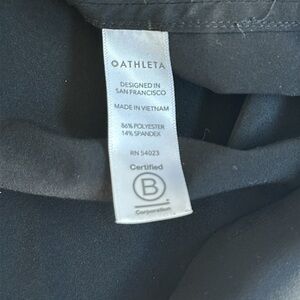 ATHLETA
DESIGNED IN
SAN FRANCISCO
MADE IN VIETNAM
86% POLYESTER
14% SPANDEX
RN 54023
Certified
B
Corporation